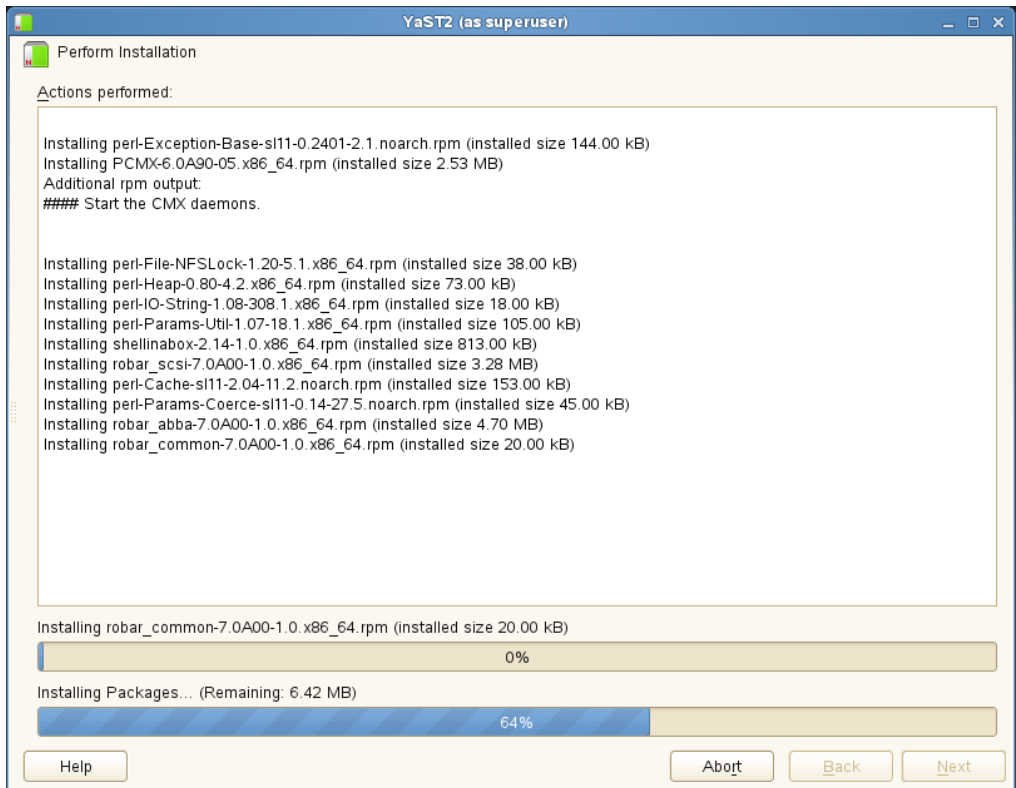 YaST2 (as superuser)
Perform Installation
Actions performed:
Installing perl-Exception-Base-sl11-0.2401-2.1.noarch.rpm (installed size 144.00 kB)
Installing PCMX-6.0A90-05.x86_64.rpm (installed size 2.53 MB)
Additional rpm output:
#### Start the CMX daemons.
Installing perl-File-NFSLock-1.20-5.1.x86_64.rpm (installed size 38.00 kB)
Installing perl-Heap-0.80-4.2.x86_64.rpm (installed size 73.00 kB)
Installing perl-IO-String-1.08-308.1.x86_64.rpm (installed size 18.00 kB)
Installing perl-Params-Util-1.07-18.1.x86_64.rpm (installed size 105.00 kB)
Installing shellinabox-2.14-1.0.x86_64.rpm (installed size 813.00 kB)
Installing robar_scsi-7.0A00-1.0.x86_64.rpm (installed size 3.28 MB)
Installing perl-Cache-sl11-2.04-11.2.noarch.rpm (installed size 153.00 kB)
Installing perl-Params-Coerce-sl11-0.14-27.5.noarch.rpm (installed size 45.00 kB)
Installing robar_abba-7.0A00-1.0.x86_64.rpm (installed size 4.70 MB)
Installing robar_common-7.0A00-1.0.x86_64.rpm (installed size 20.00 kB)
Installing robar_common-7.0A00-1.0.x86_64.rpm (installed size 20.00 kB)
0%
Installing Packages... (Remaining: 6.42 MB)
64%
Help Abort Back Next